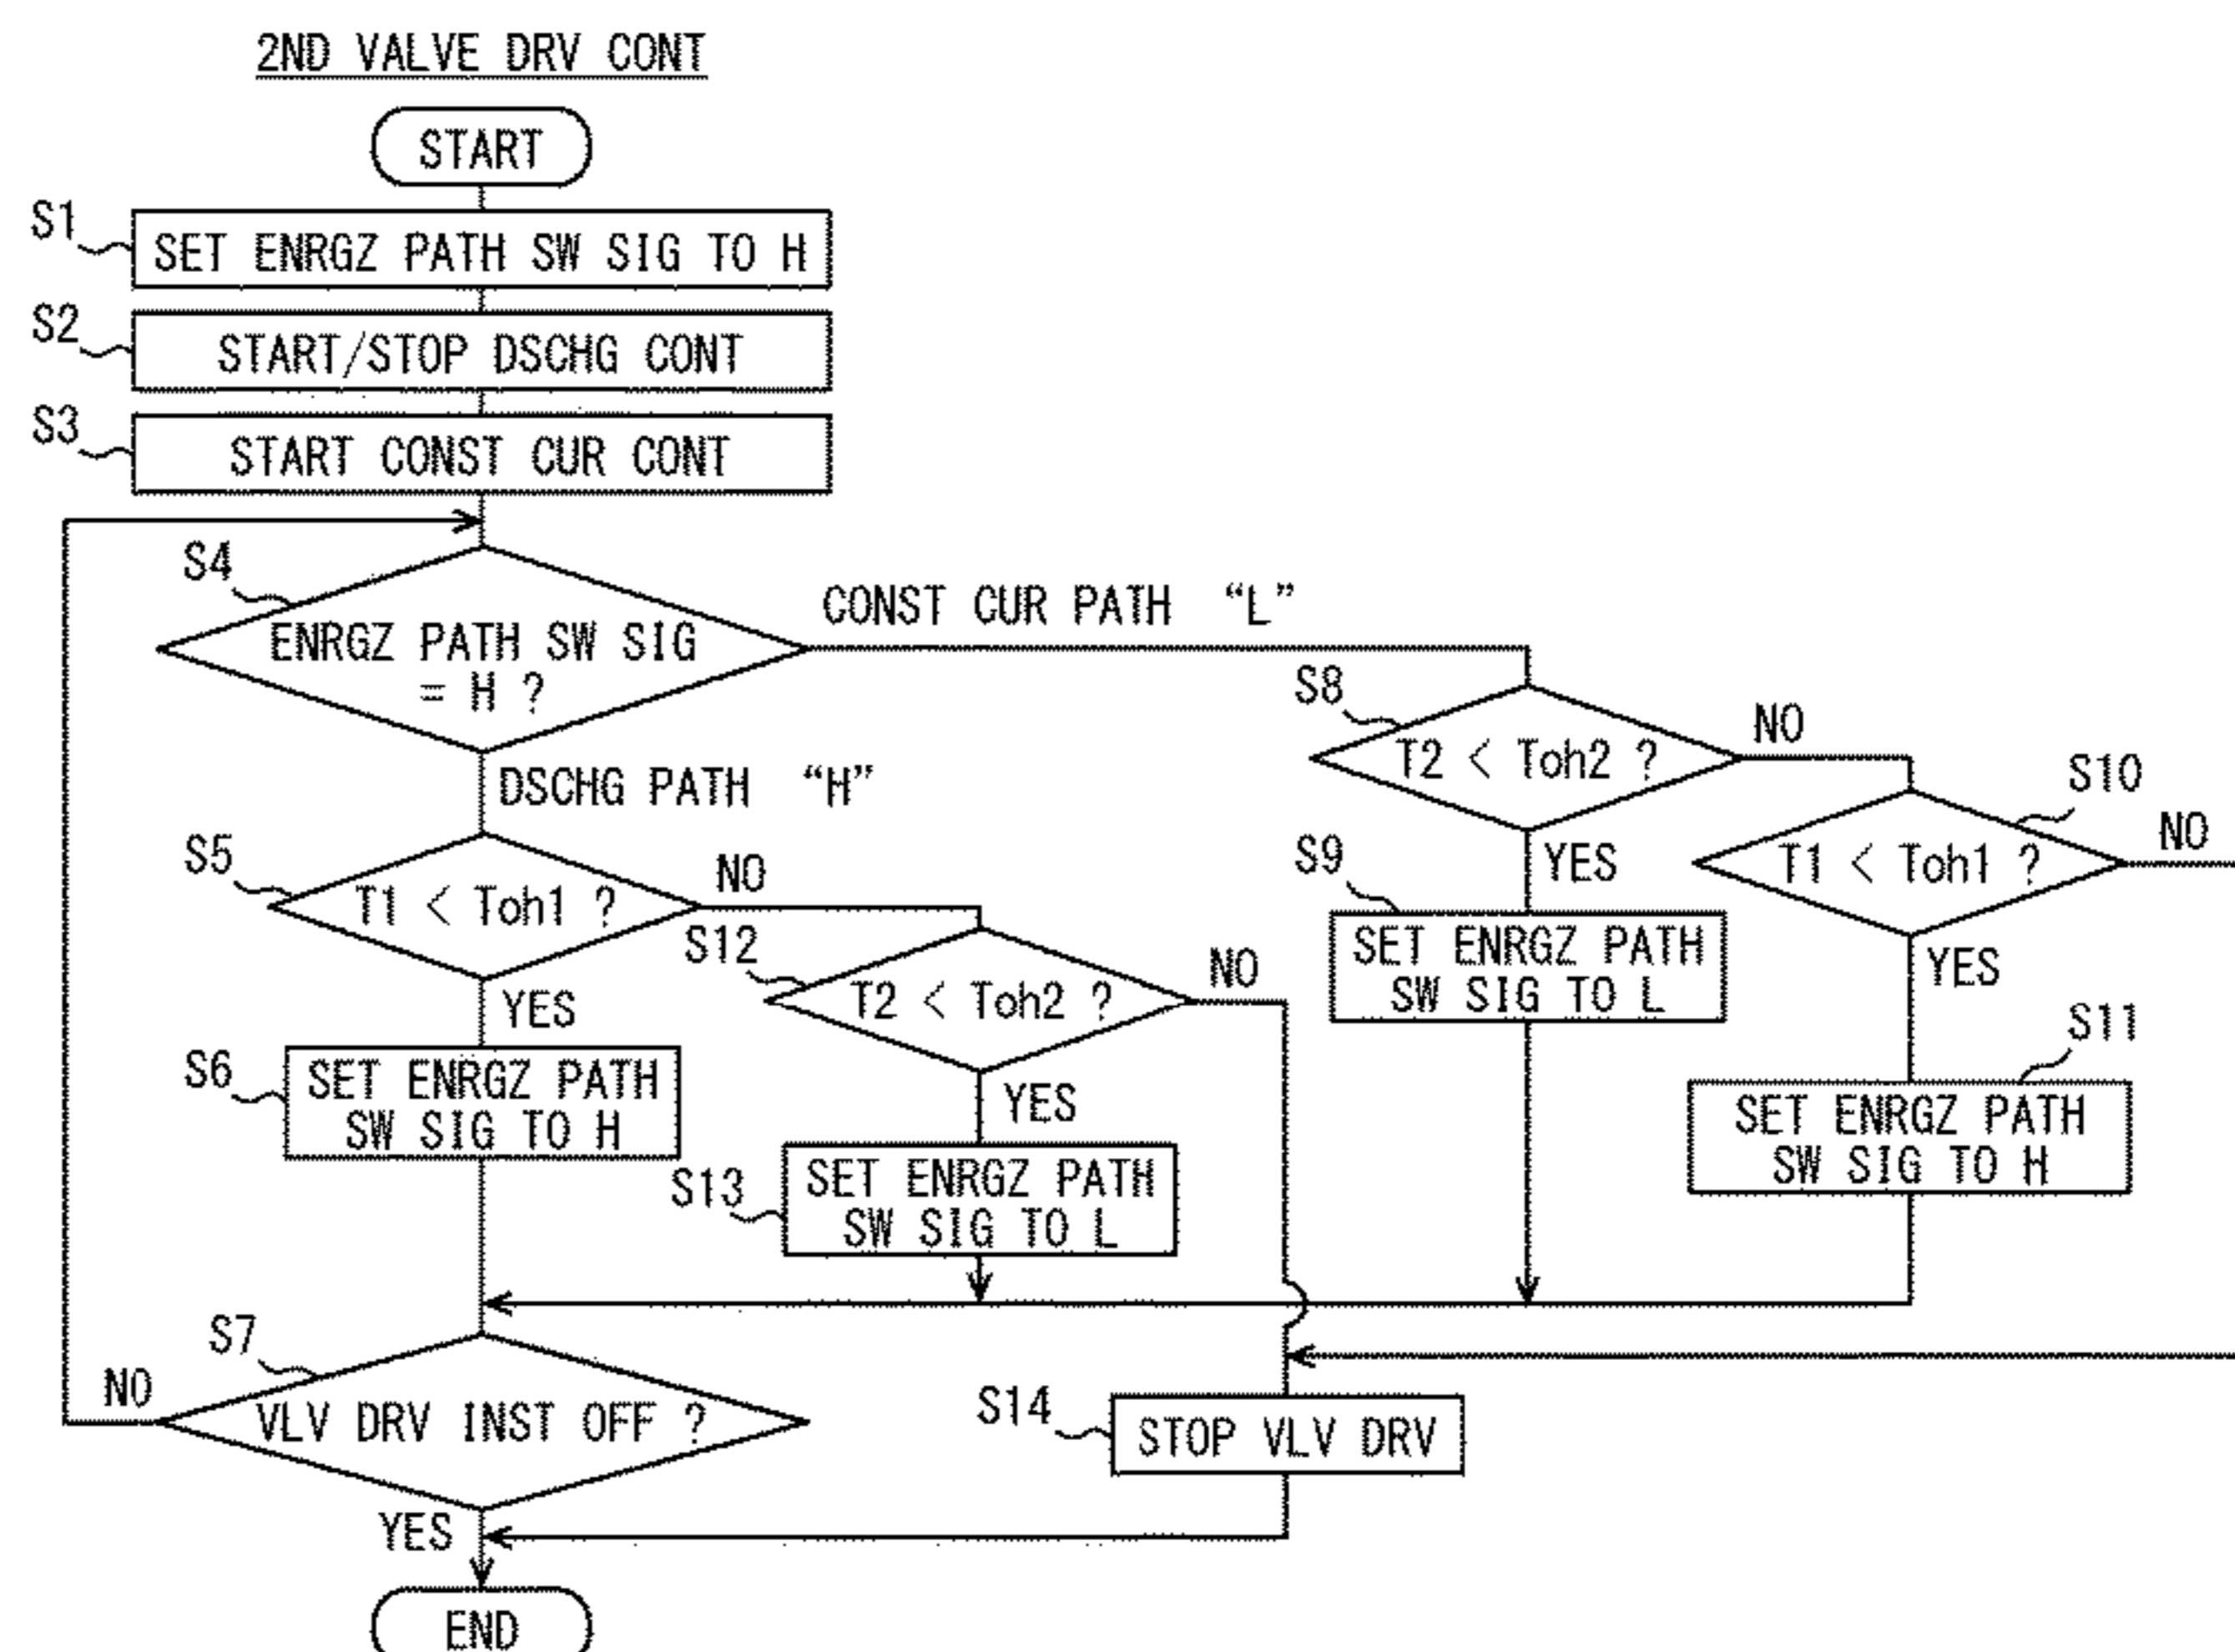 2ND VALVE DRV CONT
START
S1
SET ENRGZ PATH SW SIG TO H
S2
START/STOP DSCHG CONT
S3
START CONST CUR CONT
S4
ENRGZ PATH SW SIG
= H ?
CONST CUR PATH “L”
DSCHG PATH “H”
S5
T1 < Toh1 ?
NO
YES
S6
SET ENRGZ PATH
SW SIG TO H
S12
T2 < Toh2 ?
NO
YES
S13
SET ENRGZ PATH
SW SIG TO L
S8
T2 < Toh2 ?
NO
YES
S9
SET ENRGZ PATH
SW SIG TO L
S10
T1 < Toh1 ?
NO
YES
S11
SET ENRGZ PATH
SW SIG TO H
S7
VLV DRV INST OFF ?
NO
YES
S14
STOP VLV DRV
END